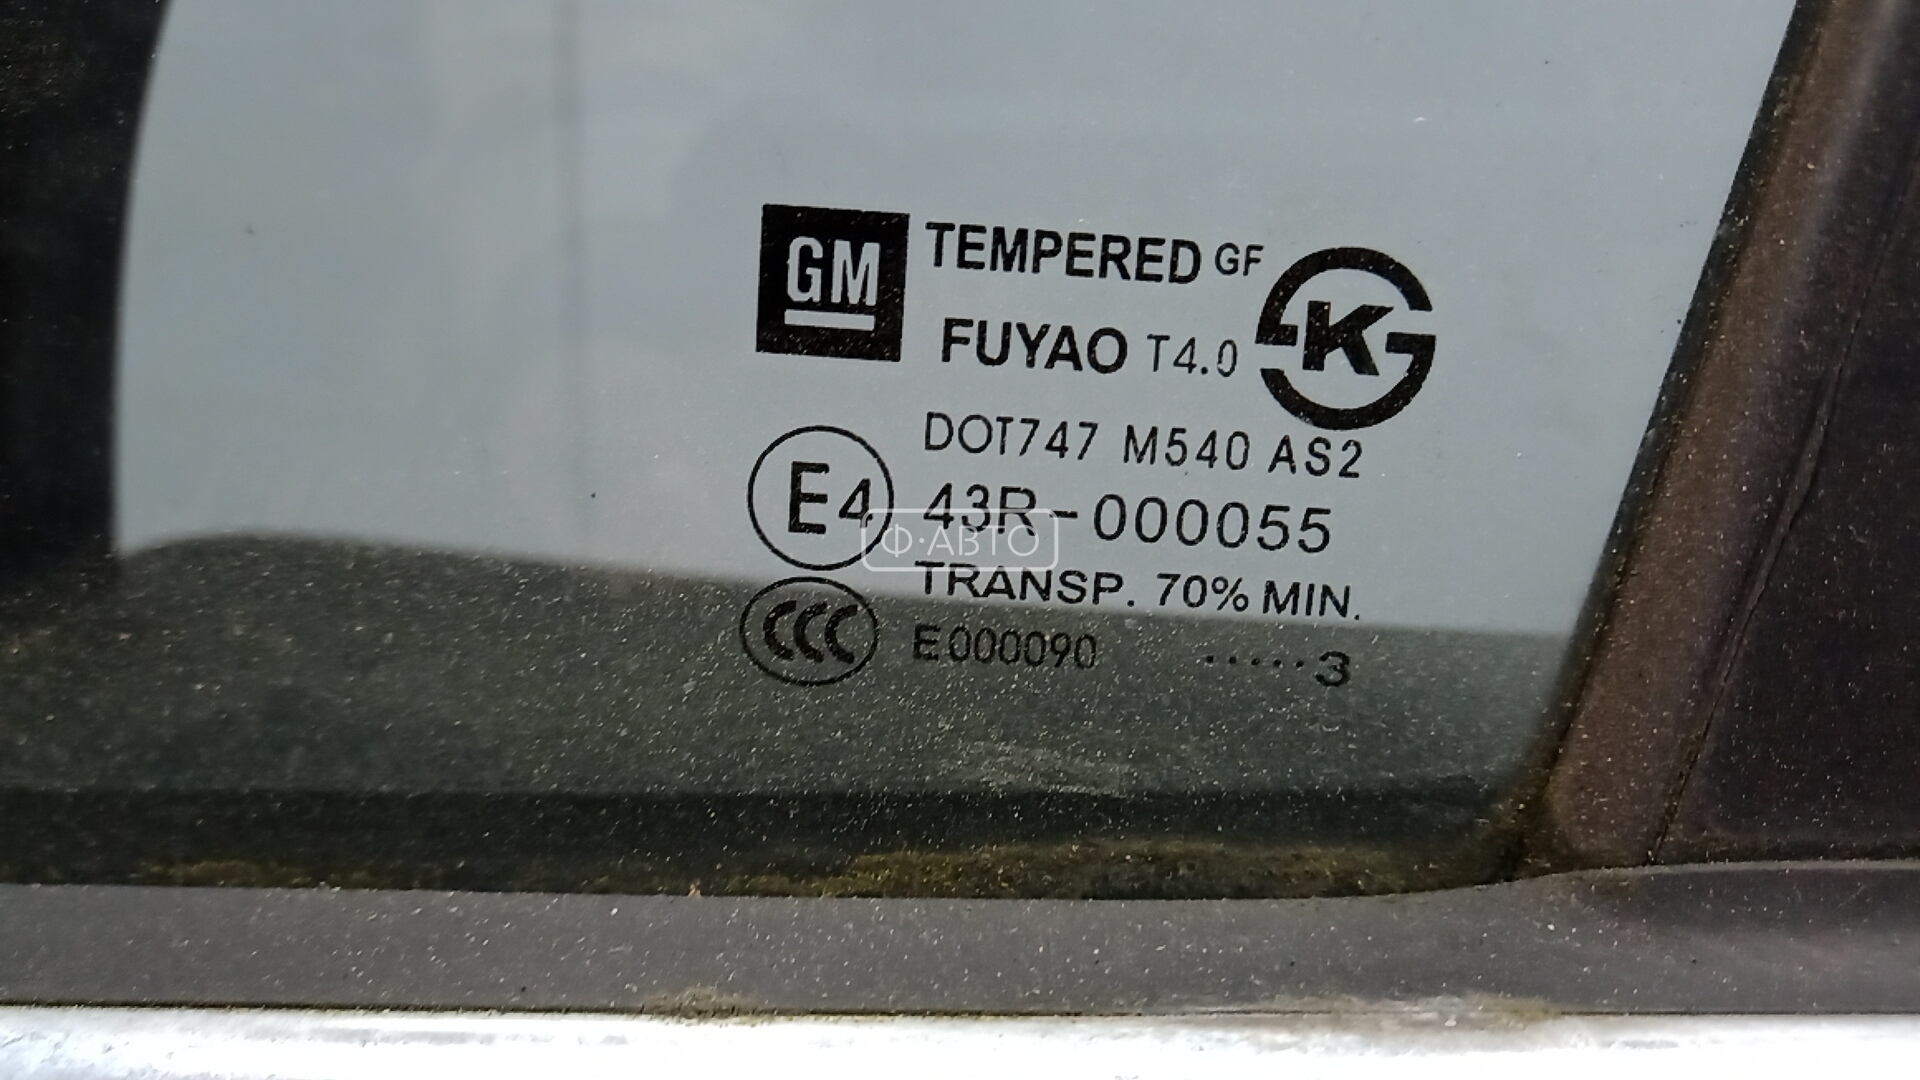 GM TEMPERED GF
FUYAO T4.0 K
DOT747 M540 AS2
E4 43R-000055
Ф·АВТО
TRANSP. 70% MIN.
CCC E000090 .....3